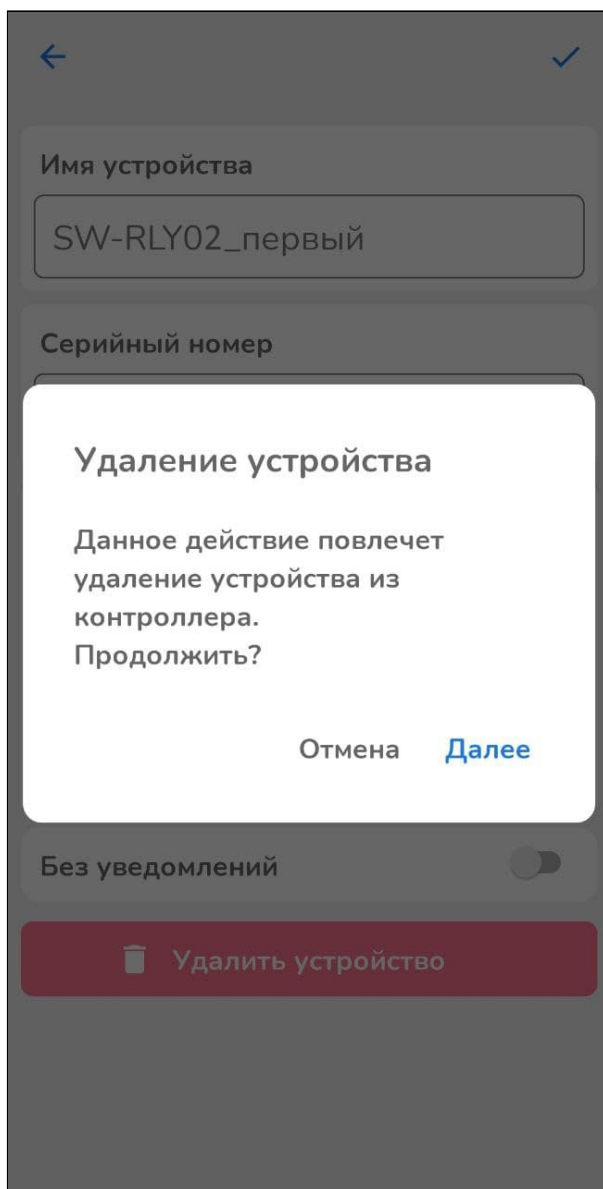 Имя устройства
SW-RLY02_первый
Серийный номер
Удаление устройства
Данное действие повлечет
удаление устройства из
контроллера.
Продолжить?
Отмена Далее
Без уведомлений
Удалить устройство